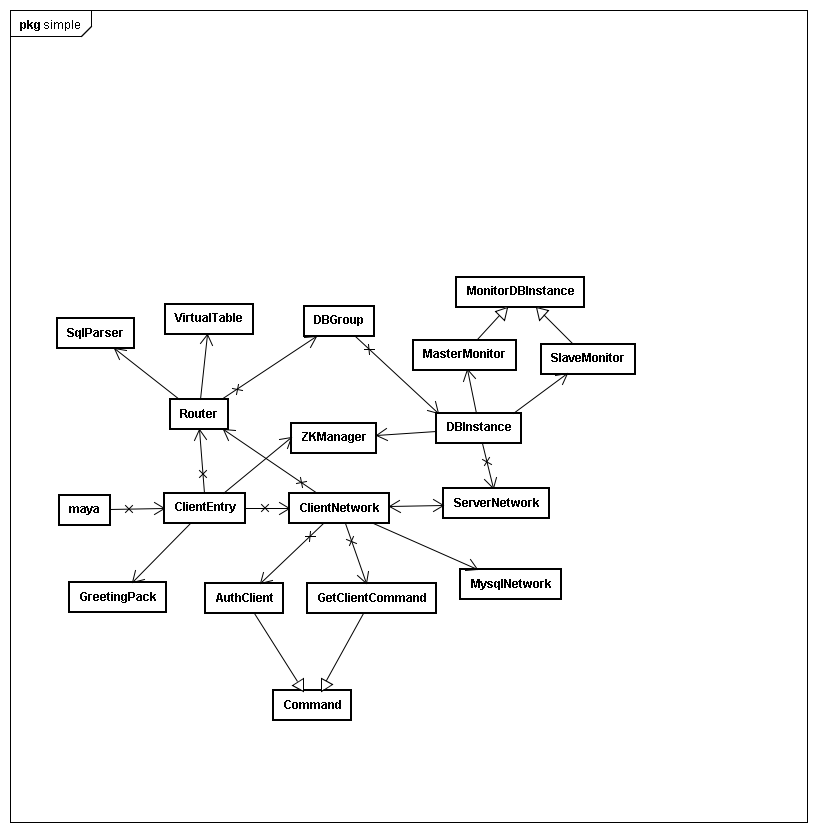 pkg simple
MonitorDBInstance
SqlParser
VirtualTable
DBGroup
MasterMonitor
SlaveMonitor
Router
ZKManager
DBInstance
maya
ClientEntry
ClientNetwork
ServerNetwork
GreetingPack
AuthClient
GetClientCommand
MysqlNetwork
Command